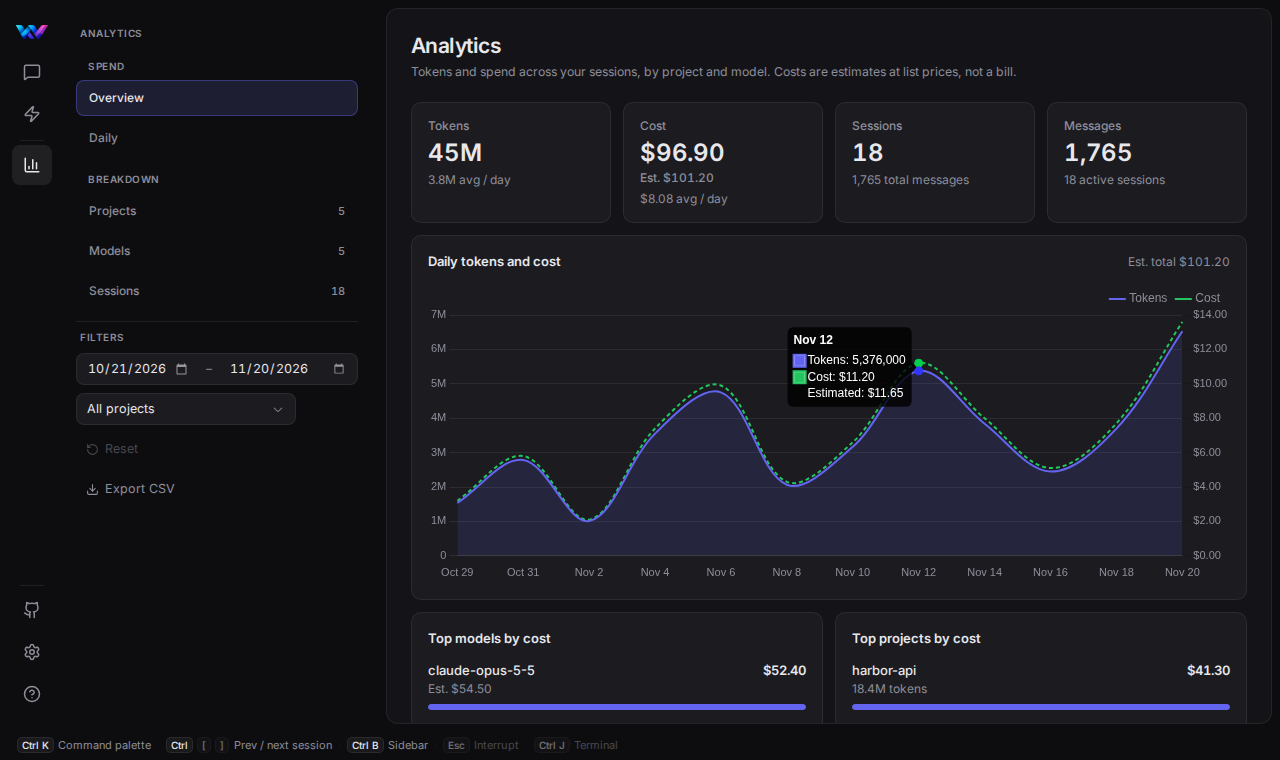 ANALYTICS
SPEND
Overview
Daily
BREAKDOWN
Projects 5
Models 5
Sessions 18
FILTERS
10/21/2026 – 11/20/2026
All projects
Reset
Export CSV
Analytics
Tokens and spend across your sessions, by project and model. Costs are estimates at list prices, not a bill.
Tokens
45M
3.8M avg / day
Cost
$96.90
Est. $101.20
$8.08 avg / day
Sessions
18
1,765 total messages
Messages
1,765
18 active sessions
Daily tokens and cost
Est. total $101.20
Tokens Cost
7M $14.00
6M $12.00
5M $10.00
4M $8.00
3M $6.00
2M $4.00
1M $2.00
0 $0.00
Nov 12
Tokens: 5,376,000
Cost: $11.20
Estimated: $11.65
Oct 29 Oct 31 Nov 2 Nov 4 Nov 6 Nov 8 Nov 10 Nov 12 Nov 14 Nov 16 Nov 18 Nov 20
Top models by cost
claude-opus-5-5 $52.40
Est. $54.50
Top projects by cost
harbor-api $41.30
18.4M tokens
Ctrl K Command palette Ctrl [ ] Prev / next session Ctrl B Sidebar Esc Interrupt Ctrl J Terminal